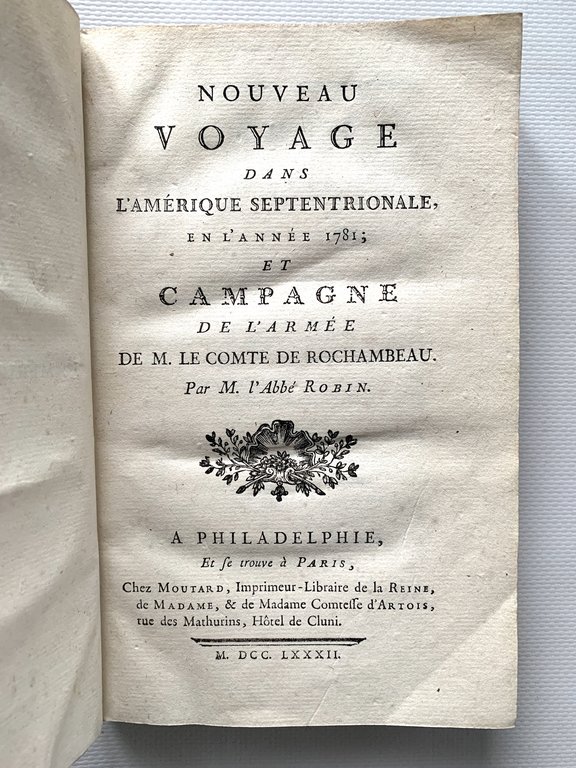 NOUVEAU
VOYAGE
DANS
L'AMÉRIQUE SEPTENTRIONALE,
EN L'ANNÉE 1781;
ET
CAMPAGNE
DE L'ARMÉE
DE M. LE COMTE DE ROCHAMBEAU.
Par M. l'Abbé ROBIN.
A PHILADELPHIE,
Et ſe trouve à PARIS,
Chez MOUTARD, Imprimeur-Libraire de la REINE,
de MADAME, & de Madame Comteſſe d'ARTOIS,
rue des Mathurins, Hôtel de Cluni.
M. DCC. LXXXII.